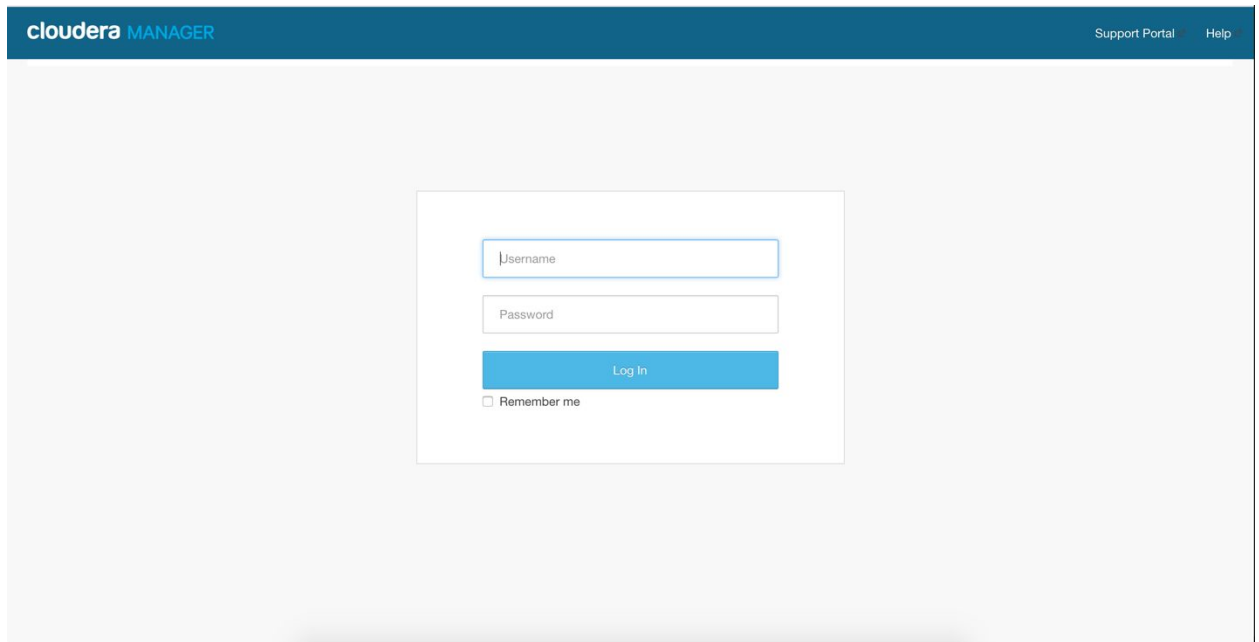 cloudera MANAGER
Support Portal Help
Username
Password
Log In
Remember me